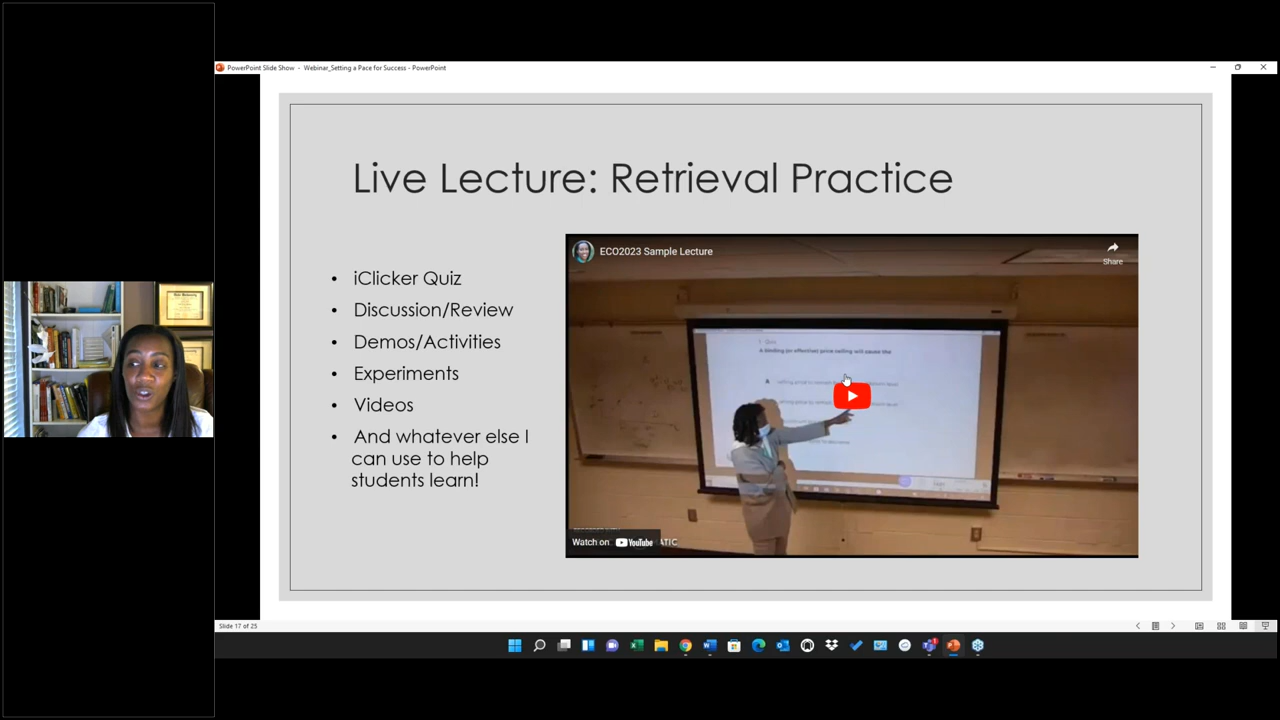 PowerPoint Slide Show - Webinar_Setting a Pace for Success - PowerPoint
Live Lecture: Retrieval Practice
• iClicker Quiz
• Discussion/Review
• Demos/Activities
• Experiments
• Videos
• And whatever else I
can use to help
students learn!
ECO2023 Sample Lecture
Share
Quiz
A binding (or effective) price ceiling will cause the
A
Watch on YouTube
Slide 17 of 25